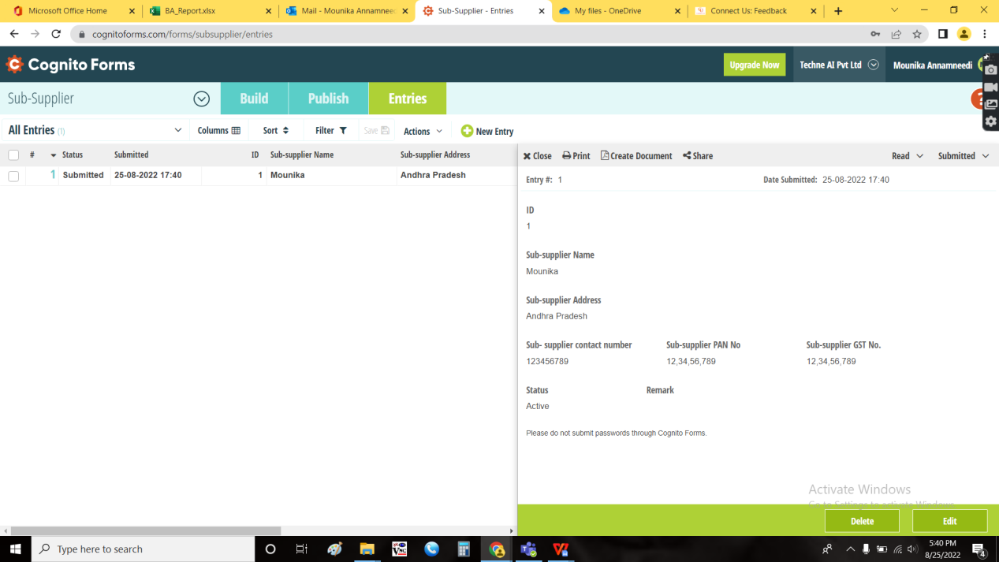 Microsoft Office Home
BA_Report.xlsx
Mail - Mounika Annamnee
Sub-Supplier - Entries
My files - OneDrive
Connect Us: Feedback
cognitoforms.com/forms/subsupplier/entries
Cognito Forms
Upgrade Now
Techne AI Pvt Ltd
Mounika Annamneedi
Sub-Supplier
Build
Publish
Entries
All Entries (1)
Columns
Sort
Filter
Save
Actions
New Entry
# Status Submitted ID Sub-supplier Name Sub-supplier Address
1 Submitted 25-08-2022 17:40 1 Mounika Andhra Pradesh
Close Print Create Document Share Read Submitted
Entry #: 1 Date Submitted: 25-08-2022 17:40
ID
1
Sub-supplier Name
Mounika
Sub-supplier Address
Andhra Pradesh
Sub- supplier contact number Sub-supplier PAN No Sub-supplier GST No.
123456789 12,34,56,789 12,34,56,789
Status Remark
Active
Please do not submit passwords through Cognito Forms.
Activate Windows
Go to Settings to activate Windows.
Delete
Edit
Type here to search
5:40 PM
8/25/2022
4